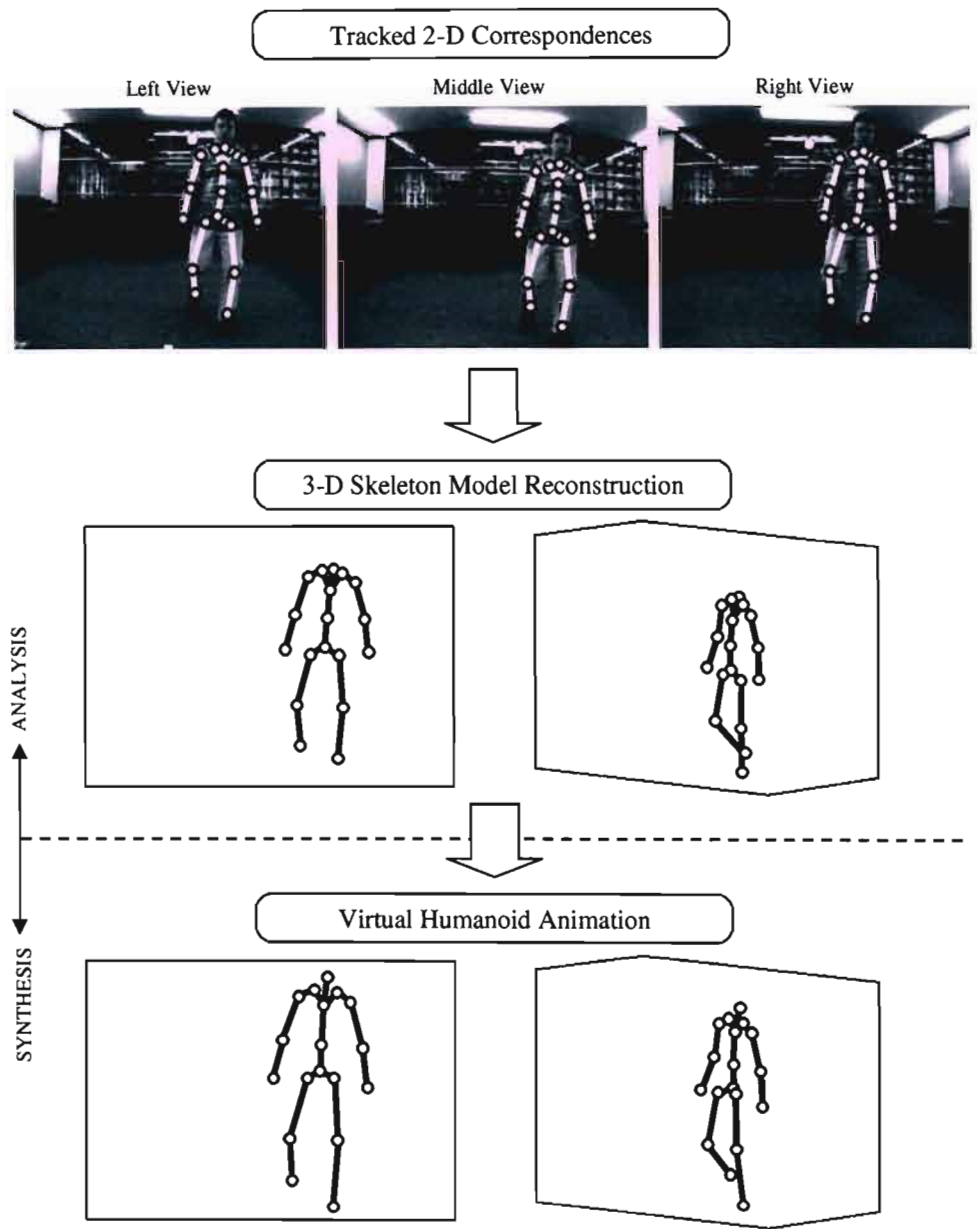 Tracked 2-D Correspondences
Left View
Middle View
Right View
3-D Skeleton Model Reconstruction
ANALYSIS
SYNTHESIS
Virtual Humanoid Animation